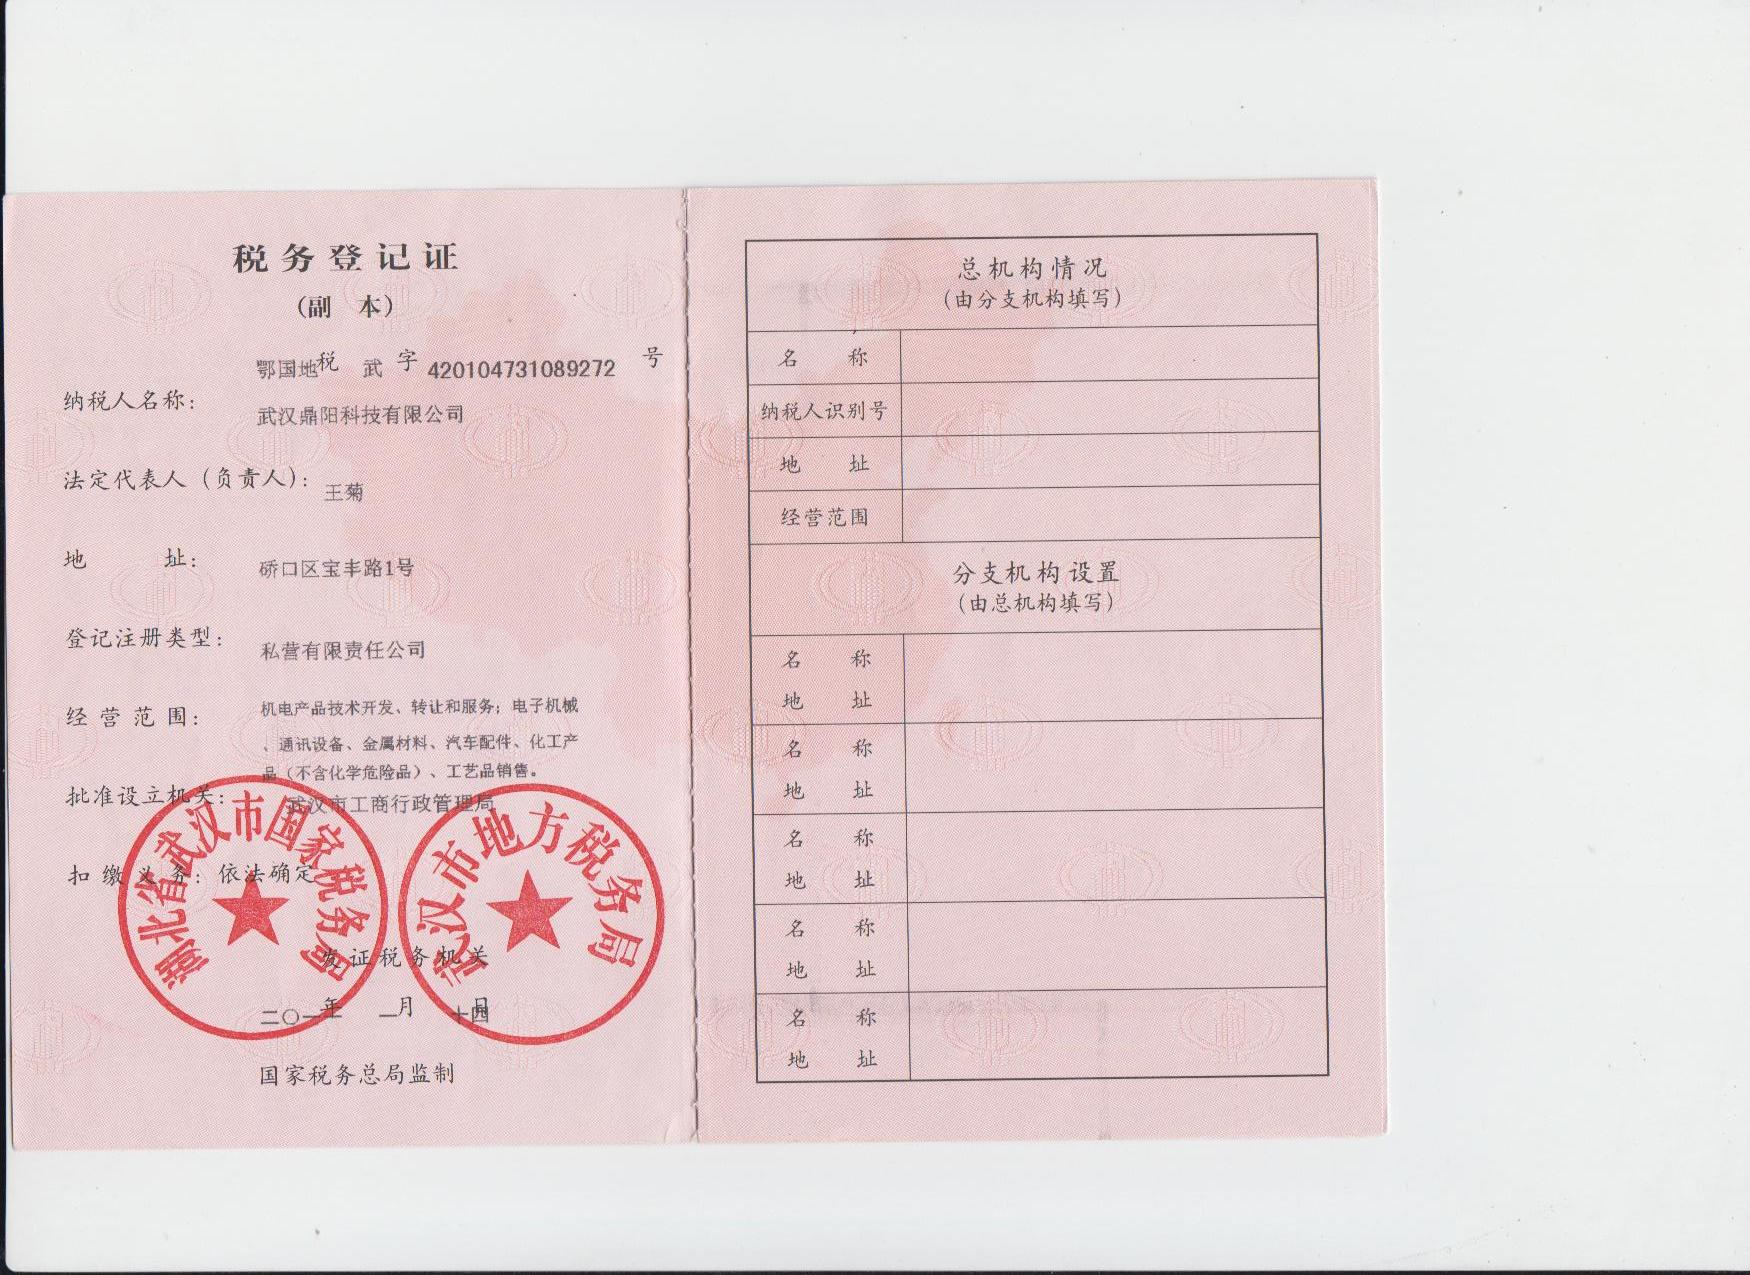 税务登记证
(副 本)
鄂国地税 武 字 420104731089272 号
纳税人名称: 武汉鼎阳科技有限公司
法定代表人(负责人): 王菊
地 址: 硚口区宝丰路1号
登记注册类型: 私营有限责任公司
经营范围: 机电产品技术开发、转让和服务；电子机械
、通讯设备、金属材料、汽车配件、化工产
品(不含化学危险品)、工艺品销售。
批准设立机关: 武汉市工商行政管理局
扣缴义务: 依法确定
湖北省武汉市国家税务局
武汉市地方税务局
发证税务机关
二〇一一年 一月 十四日
国家税务总局监制
总机构情况
(由分支机构填写)
名 称
纳税人识别号
地 址
经营范围
分支机构设置
(由总机构填写)
名 称
地 址
名 称
地 址
名 称
地 址
名 称
地 址
名 称
地 址